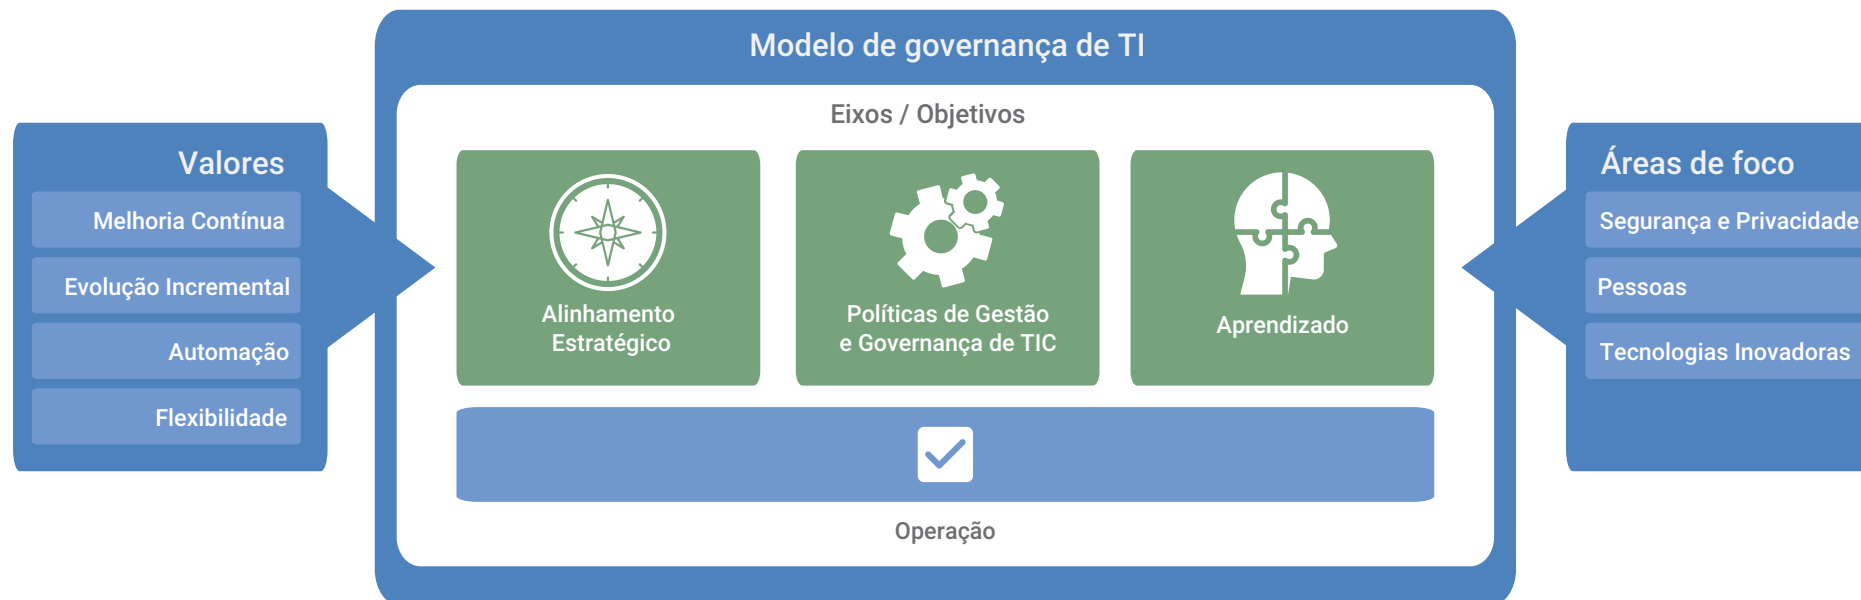 Modelo de governança de TI
Eixos / Objetivos
Valores
Melhoria Contínua
Evolução Incremental
Automação
Flexibilidade
Alinhamento
Estratégico
Políticas de Gestão
e Governança de TIC
Aprendizado
Operação
Áreas de foco
Segurança e Privacidade
Pessoas
Tecnologias Inovadoras